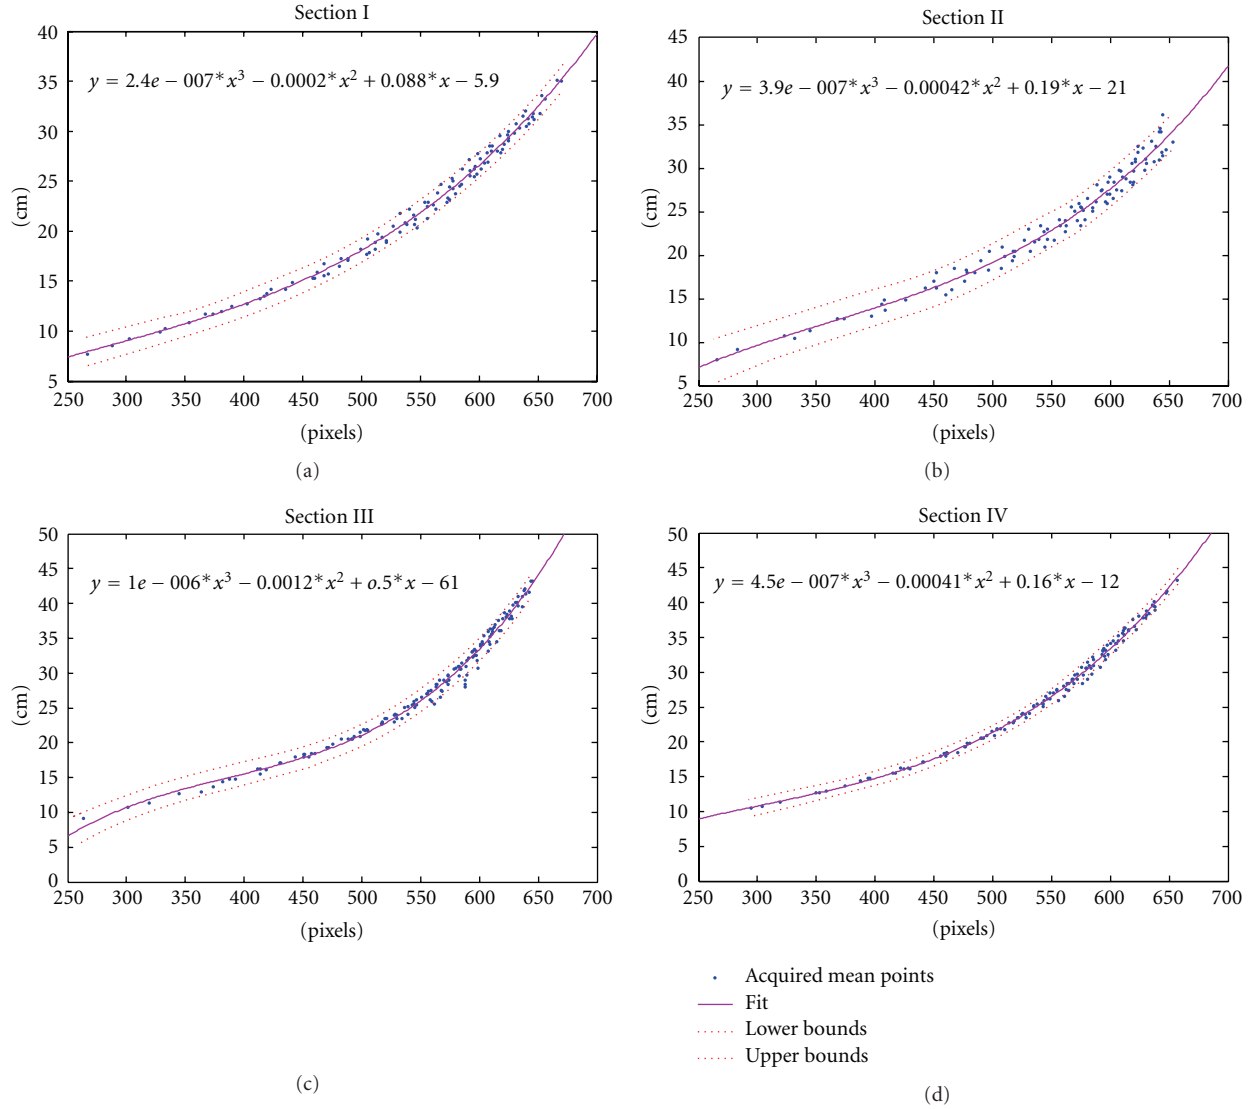 Section I
40
35
30
25
20
15
10
5
(cm)
y = 2.4e − 007* x³ − 0.0002* x² + 0.088* x − 5.9
250 300 350 400 450 500 550 600 650 700
(pixels)
(a)
Section II
45
40
35
30
25
20
15
10
5
(cm)
y = 3.9e − 007* x³ − 0.00042* x² + 0.19* x − 21
250 300 350 400 450 500 550 600 650 700
(pixels)
(b)
Section III
50
45
40
35
30
25
20
15
10
5
0
(cm)
y = 1e − 006* x³ − 0.0012* x² + o.5* x − 61
250 300 350 400 450 500 550 600 650 700
(pixels)
(c)
Section IV
50
45
40
35
30
25
20
15
10
5
0
(cm)
y = 4.5e − 007* x³ − 0.00041* x² + 0.16* x − 12
250 300 350 400 450 500 550 600 650 700
(pixels)
Acquired mean points
Fit
Lower bounds
Upper bounds
(d)